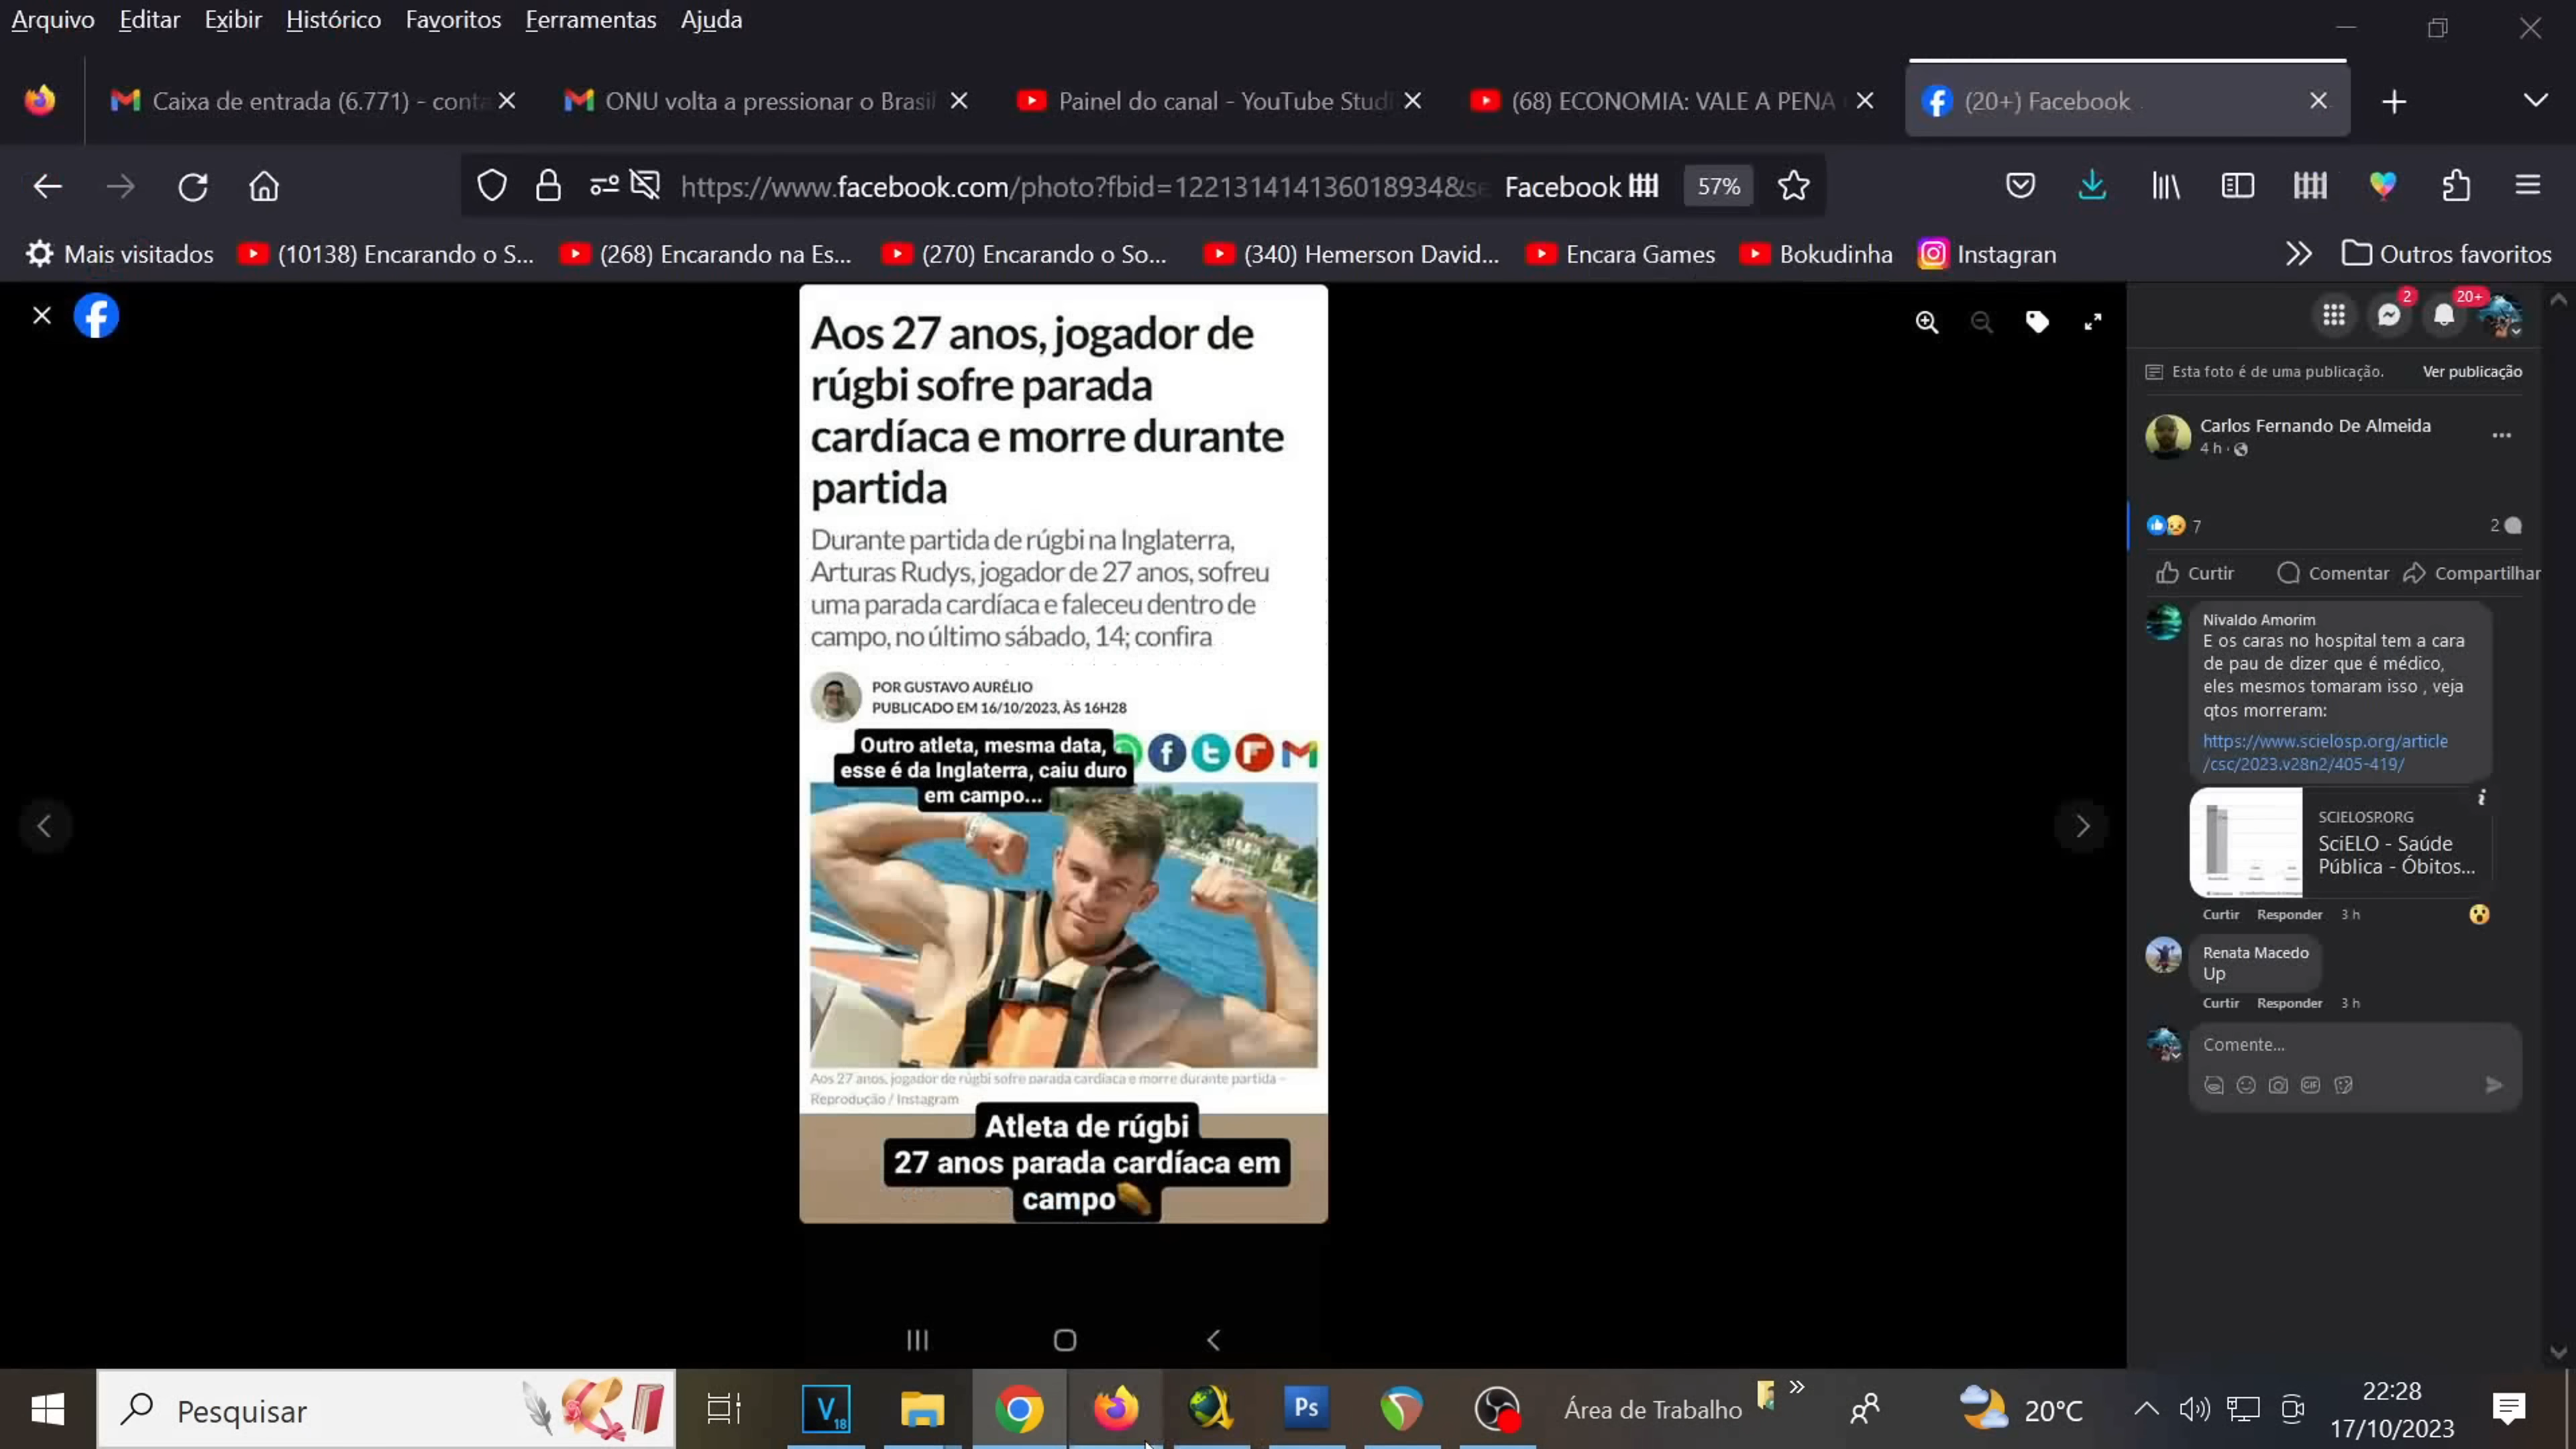 Arquivo Editar Exibir Histórico Favoritos Ferramentas Ajuda
Caixa de entrada (6.771) - conta
ONU volta a pressionar o Brasil
Painel do canal - YouTube Studi
(68) ECONOMIA: VALE A PENA
(20+) Facebook
https://www.facebook.com/photo?fbid=122131414136018934&se
Facebook
57%
Mais visitados
(10138) Encarando o S...
(268) Encarando na Es...
(270) Encarando o So...
(340) Hemerson David...
Encara Games
Bokudinha
Instagran
Outros favoritos
Aos 27 anos, jogador de
rúgbi sofre parada
cardíaca e morre durante
partida
Durante partida de rúgbi na Inglaterra,
Arturas Rudys, jogador de 27 anos, sofreu
uma parada cardíaca e faleceu dentro de
campo, no último sábado, 14; confira
POR GUSTAVO AURÉLIO
PUBLICADO EM 16/10/2023, ÀS 16H28
Outro atleta, mesma data,
esse é da Inglaterra, caiu duro
em campo...
Aos 27 anos, jogador de rúgbi sofre parada cardíaca e morre durante partida -
Reprodução / Instagram
Atleta de rúgbi
27 anos parada cardíaca em
campo
2
20+
Esta foto é de uma publicação.
Ver publicação
Carlos Fernando De Almeida
4 h ·
7
2
Curtir
Comentar
Compartilhar
Nivaldo Amorim
E os caras no hospital tem a cara
de pau de dizer que é médico,
eles mesmos tomaram isso , veja
qtos morreram:
https://www.scielosp.org/article
/csc/2023.v28n2/405-419/
SCIELOSP.ORG
SciELO - Saúde
Pública - Óbitos...
Curtir Responder 3 h
Renata Macedo
Up
Curtir Responder 3 h
Comente...
GIF
Pesquisar
V
18
Ps
Área de Trabalho
20°C
22:28
17/10/2023